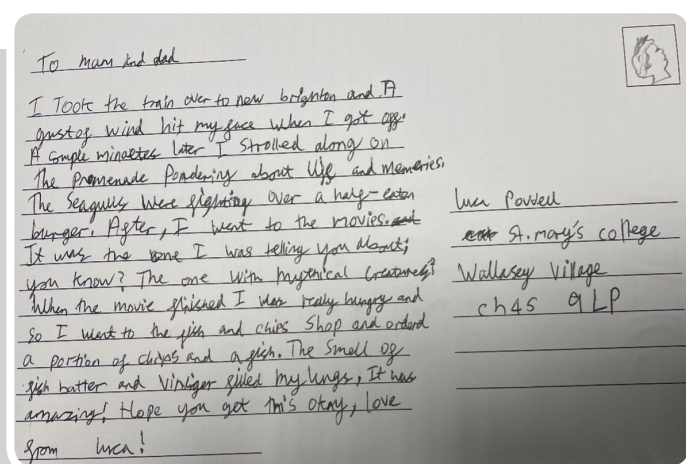 To mam and dad
I Took the train over to new brighton and A
gust of wind hit my face when I got off.
A couple minuetes later I Strolled along on
The Promenade Pondering about life and memeries.
The Seagulls were fighting over a half-eaten
burger. After, I went to the movies.
It was the one I was telling you about;
you know? The one with mythical creatures?
When the movie finished I was realy hungry and
So I went to the fish and chips Shop and orderd
a portion of chips and a fish. The Smell of
fish batter and filled my lungs, It was
amazing! Hope you get this okay, love
from luca!
luca Powell
St. mary's college
Wallasey Village
ch45 9LP